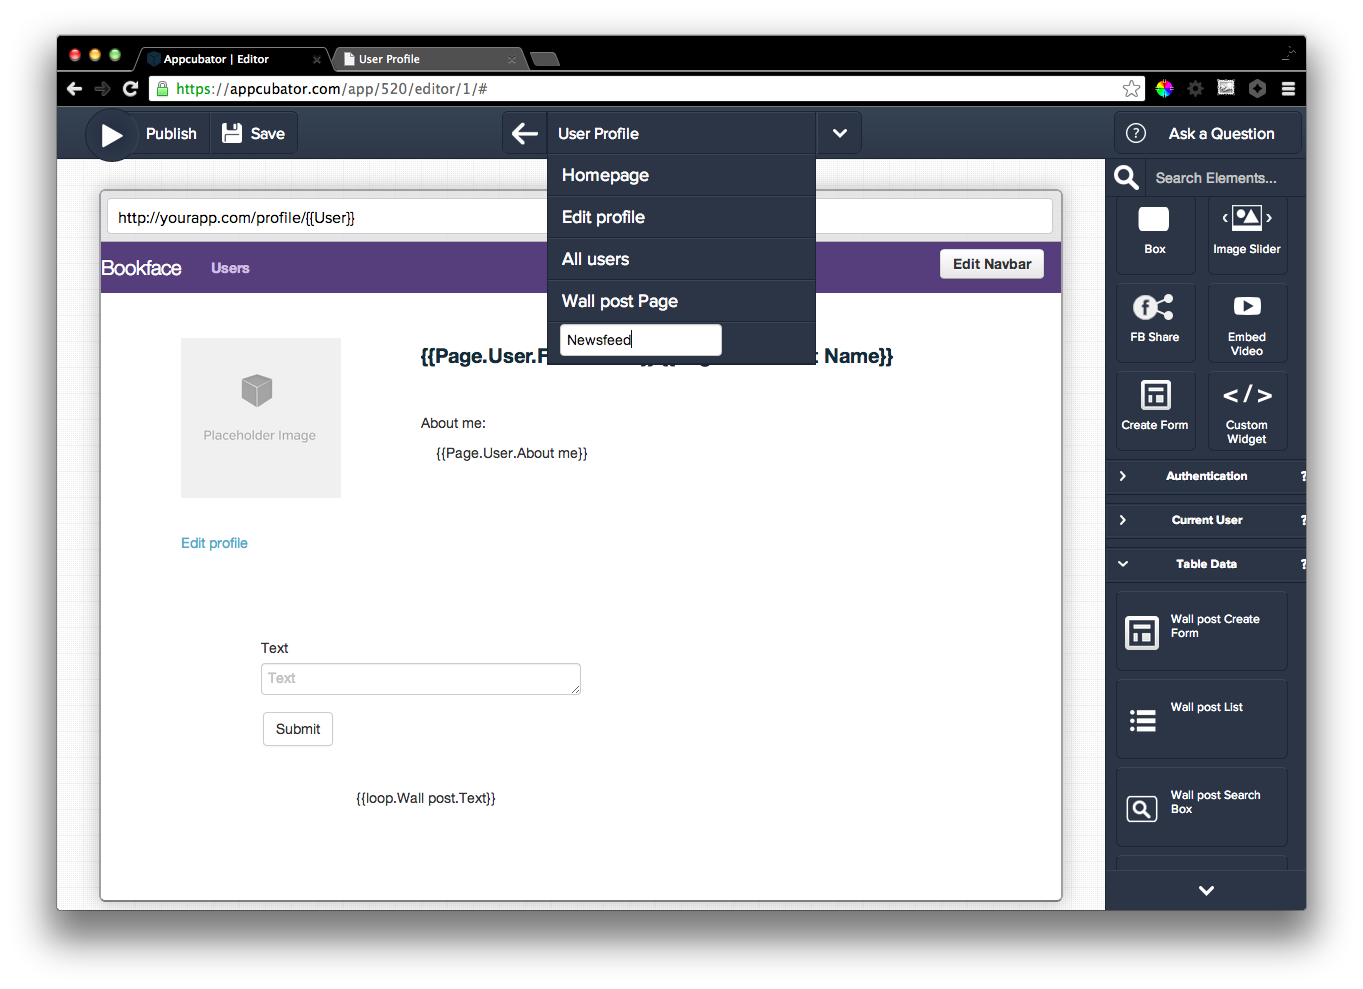 Appcubator | Editor
User Profile
https://appcubator.com/app/520/editor/1/#
Publish
Save
User Profile
Ask a Question
Homepage
Edit profile
All users
Wall post Page
Newsfeed
http://yourapp.com/profile/{{User}}
Bookface
Users
Edit Navbar
{{Page.User.F
t Name}}
Placeholder Image
About me:
{{Page.User.About me}}
Edit profile
Text
Text
Submit
{{loop.Wall post.Text}}
Search Elements...
Box
Image Slider
FB Share
Embed
Video
Create Form
</>
Custom
Widget
Authentication
?
Current User
?
Table Data
?
Wall post Create
Form
Wall post List
Wall post Search
Box